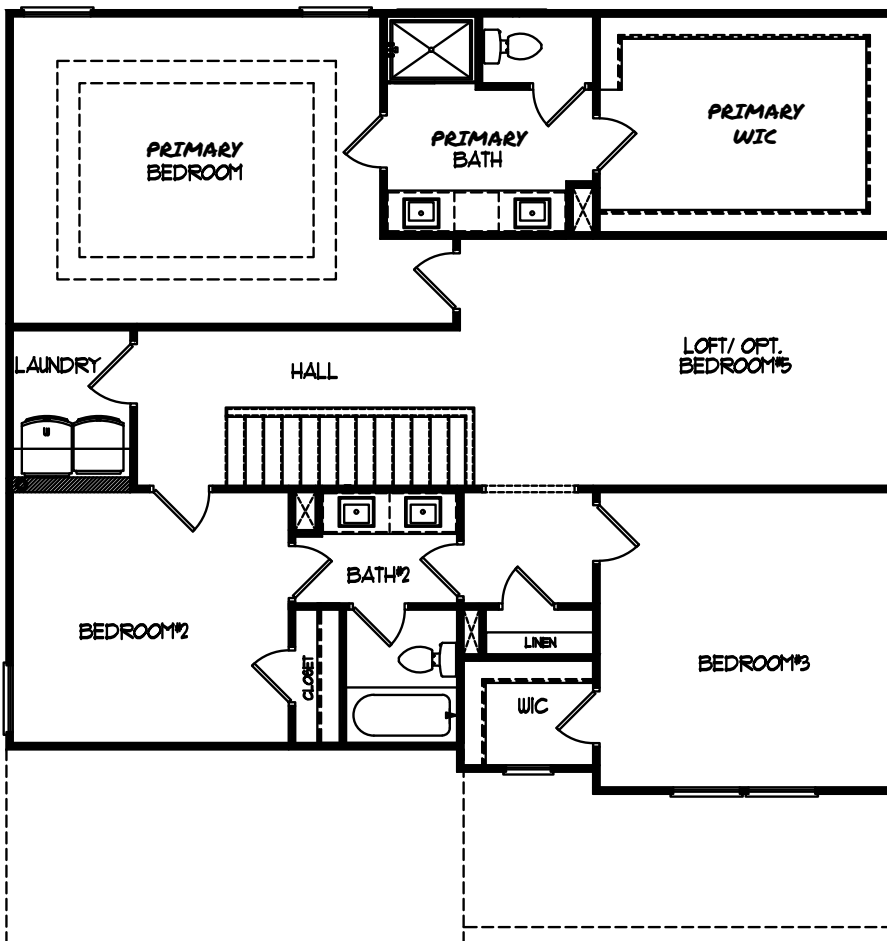 PRIMARY
BEDROOM
PRIMARY
BATH
PRIMARY
WIC
LAUNDRY
HALL
LOFT/ OPT.
BEDROOM#5
W
BATH#2
BEDROOM#2
CLOSET
LINEN
WIC
BEDROOM#3